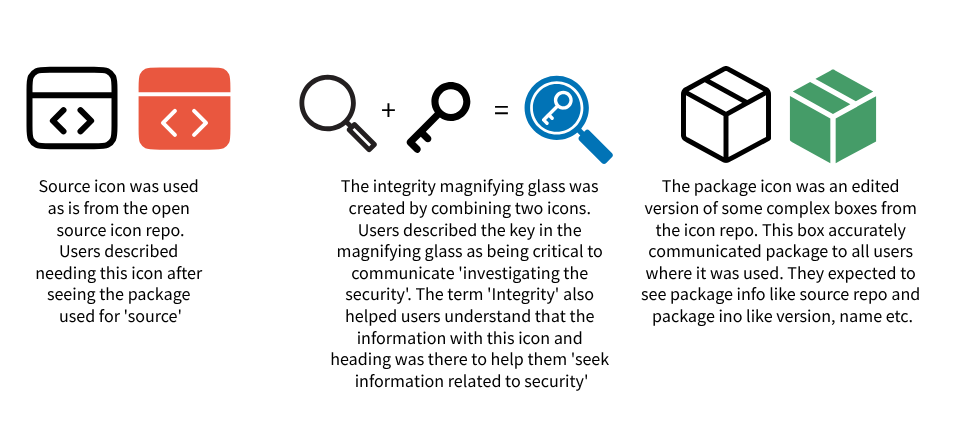 +
=
Source icon was used
as is from the open
source icon repo.
Users described
needing this icon after
seeing the package
used for 'source'
The integrity magnifying glass was
created by combining two icons.
Users described the key in the
magnifying glass as being critical to
communicate 'investigating the
security'. The term 'Integrity' also
helped users understand that the
information with this icon and
heading was there to help them 'seek
information related to security'
The package icon was an edited
version of some complex boxes from
the icon repo. This box accurately
communicated package to all users
where it was used. They expected to
see package info like source repo and
package ino like version, name etc.